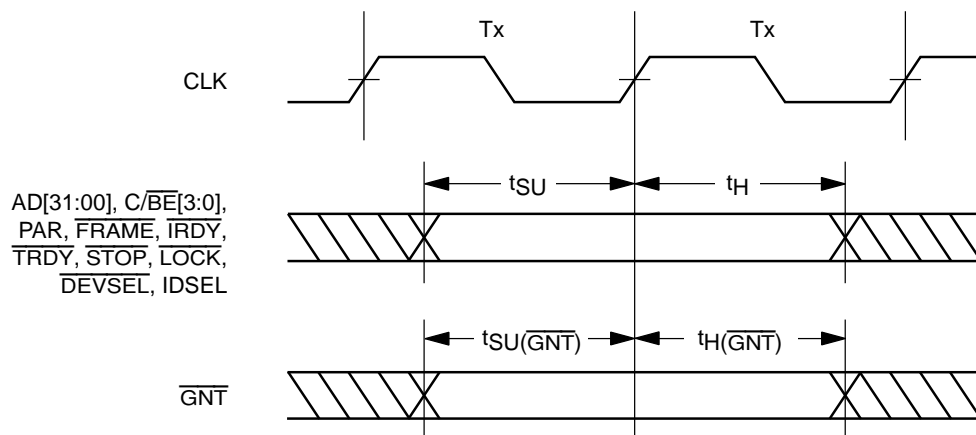 Tx Tx
CLK
tSU tH
AD[31:00], C/BE[3:0],
PAR, FRAME, IRDY,
TRDY, STOP, LOCK,
DEVSEL, IDSEL
tSU(GNT) tH(GNT)
GNT